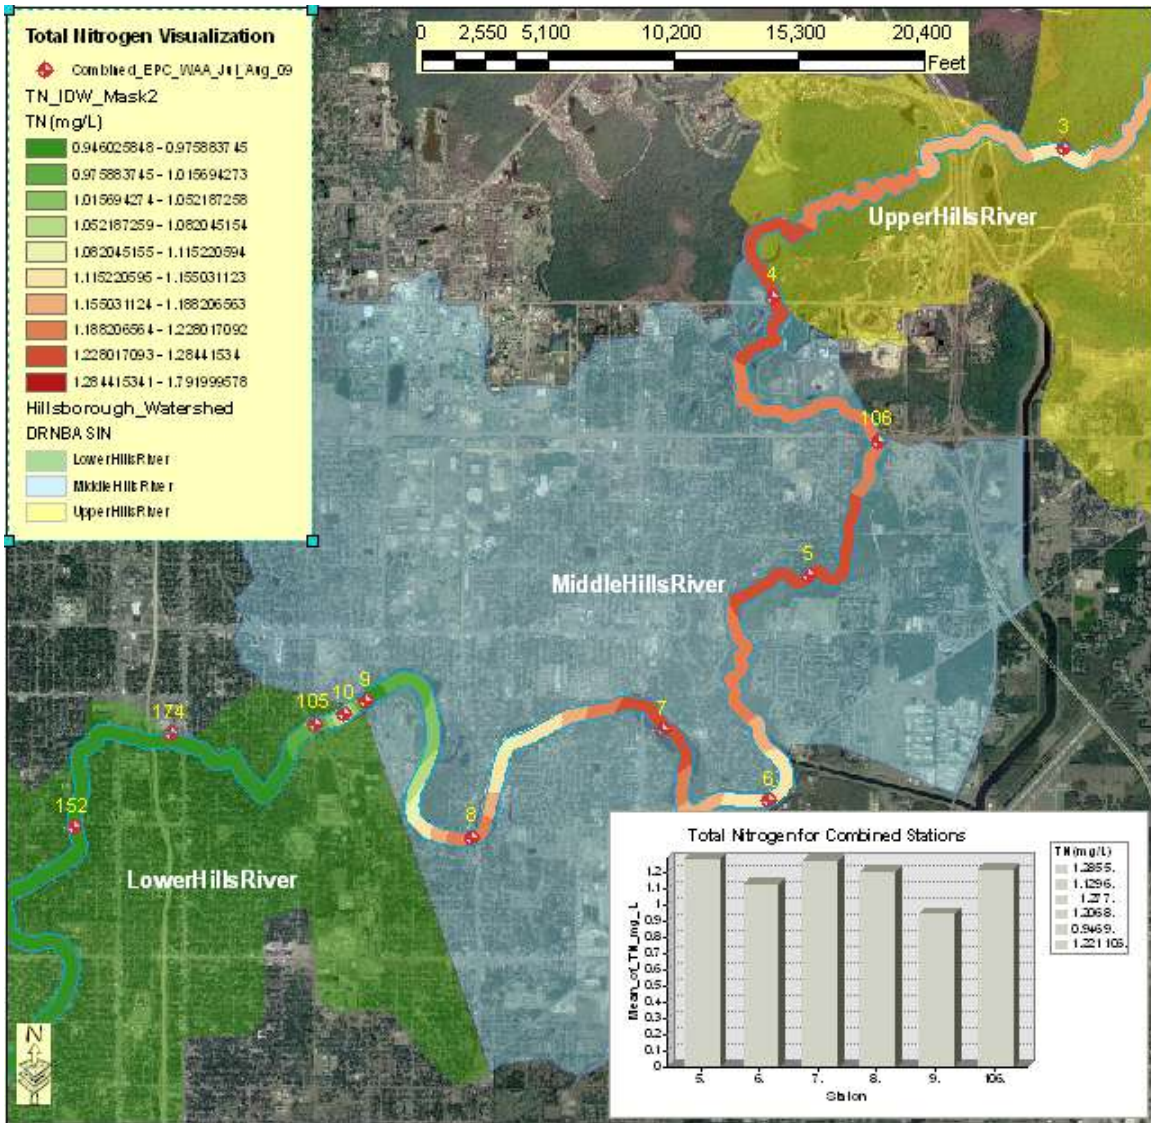 Total Nitrogen Visualization
Combined_EPC_WAA_Jul_Aug_09
TN_IDW_Mask2
TN (mg/L)
0.946025848 - 0.975883745
0.975883745 - 1.015694273
1.015694274 - 1.052187258
1.052187259 - 1.082045154
1.082045155 - 1.115220594
1.115220595 - 1.155031123
1.155031124 - 1.188206563
1.188206564 - 1.228017092
1.228017093 - 1.28441534
1.284415341 - 1.791999578
Hillsborough_Watershed
DRNBASIN
LowerHillsRiver
MiddleHillsRiver
UpperHillsRiver
0 2,550 5,100 10,200 15,300 20,400
Feet
3
UpperHillsRiver
4
106
5
MiddleHillsRiver
9
10
105
174
7
6
152
8
LowerHillsRiver
N
Total Nitrogen for Combined Stations
Mean_of_TN_mg_L
1.2
1.1
1.
0.9
0.8
0.7
0.6
0.5
0.4
0.3
0.2
0.1
0
5. 6. 7. 8. 9. 106.
Station
TN (mg/L)
1.2855.
1.1296.
1.277.
1.2068.
0.9469.
1.221106.